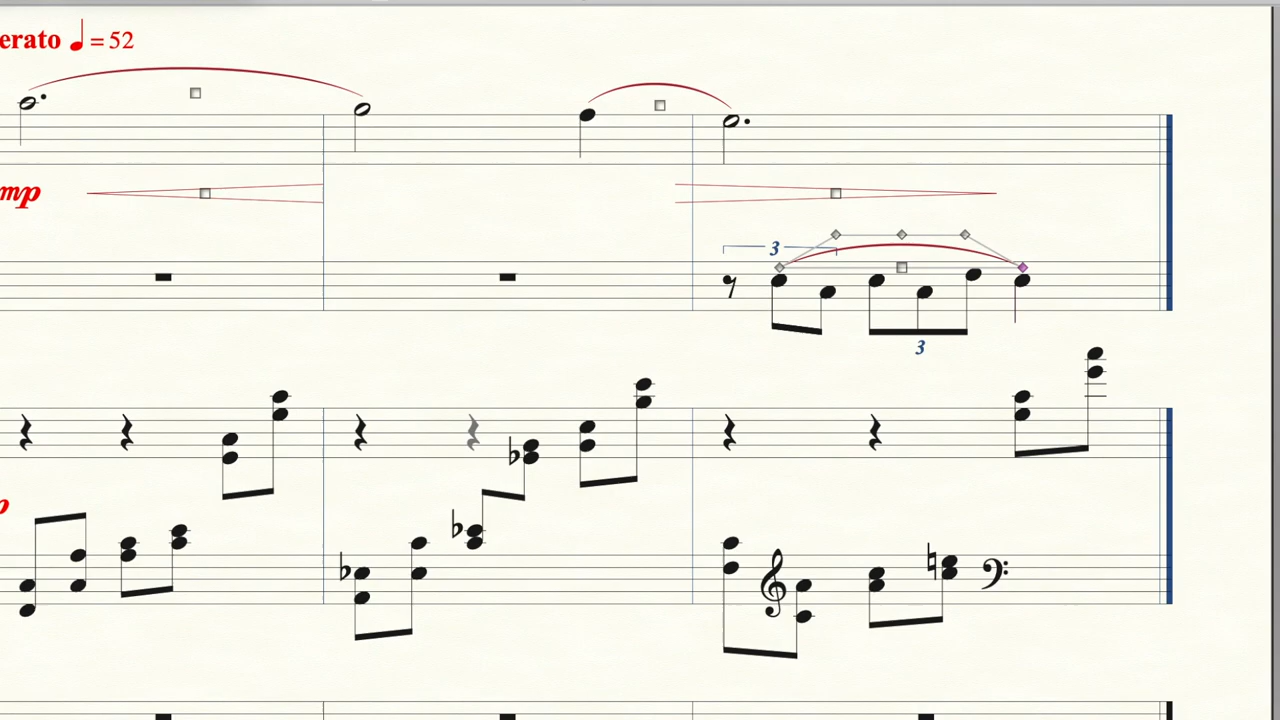 erato ♩ = 52
mp
3
3
p